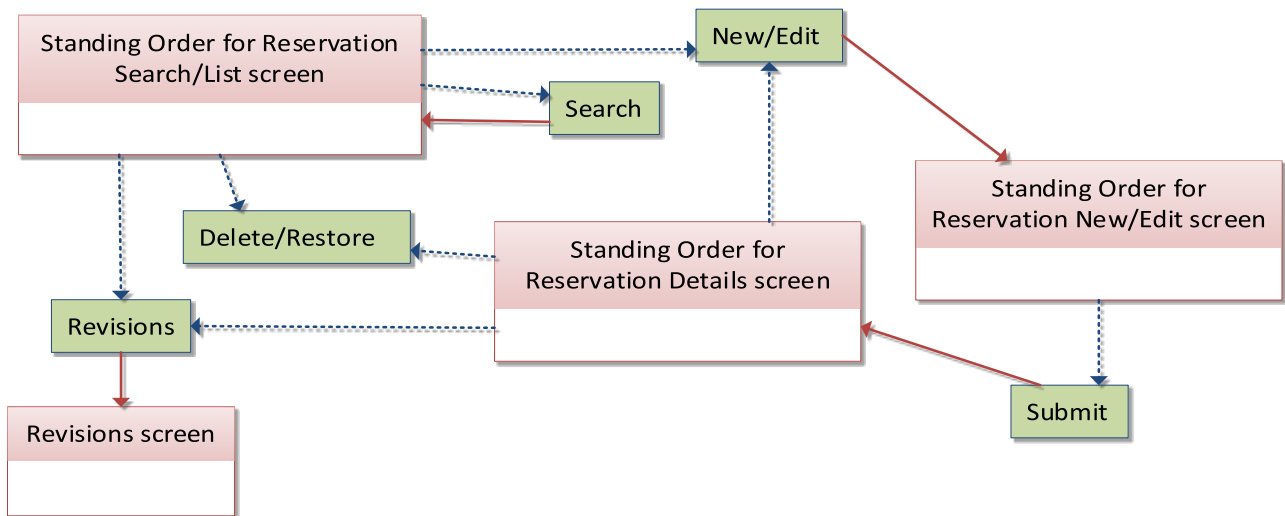 Standing Order for Reservation
Search/List screen
New/Edit
Search
Standing Order for
Reservation New/Edit screen
Delete/Restore
Standing Order for
Reservation Details screen
Revisions
Submit
Revisions screen